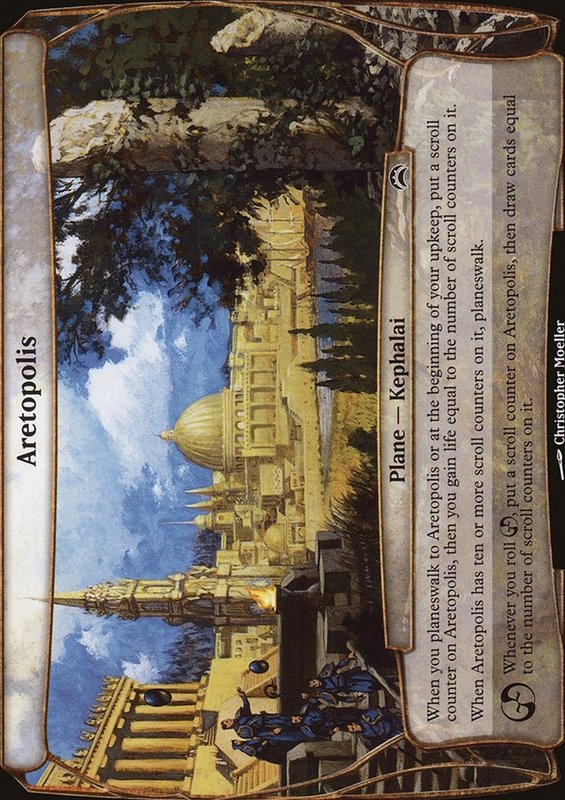 Aretopolis
Plane — Kephalai
When you planeswalk to Aretopolis or at the beginning of your upkeep, put a scroll
counter on Aretopolis, then you gain life equal to the number of scroll counters on it.
When Aretopolis has ten or more scroll counters on it, planeswalk.
Whenever you roll , put a scroll counter on Aretopolis, then draw cards equal
to the number of scroll counters on it.
Christopher Moeller